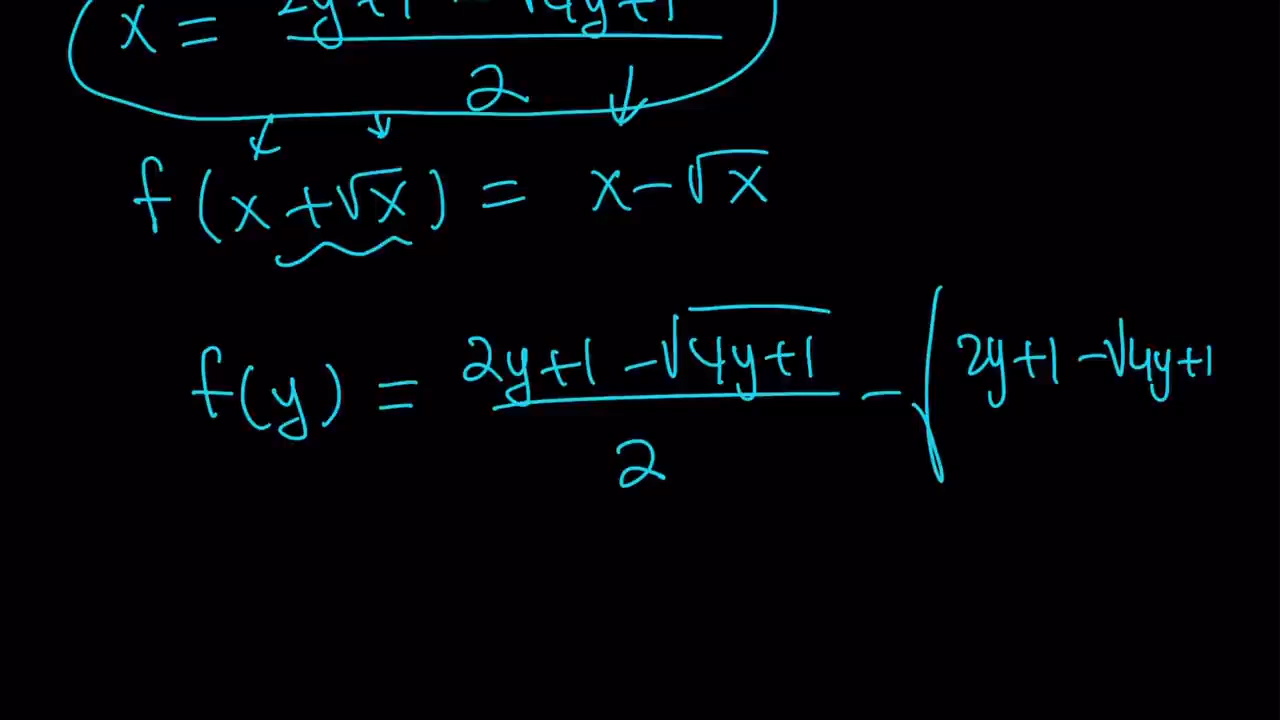 x = 2y+1 - √4y+1
2
f(x+√x) = x-√x
f(y) = 2y+1 - √4y+1 - √2y+1 - √4y+1
2